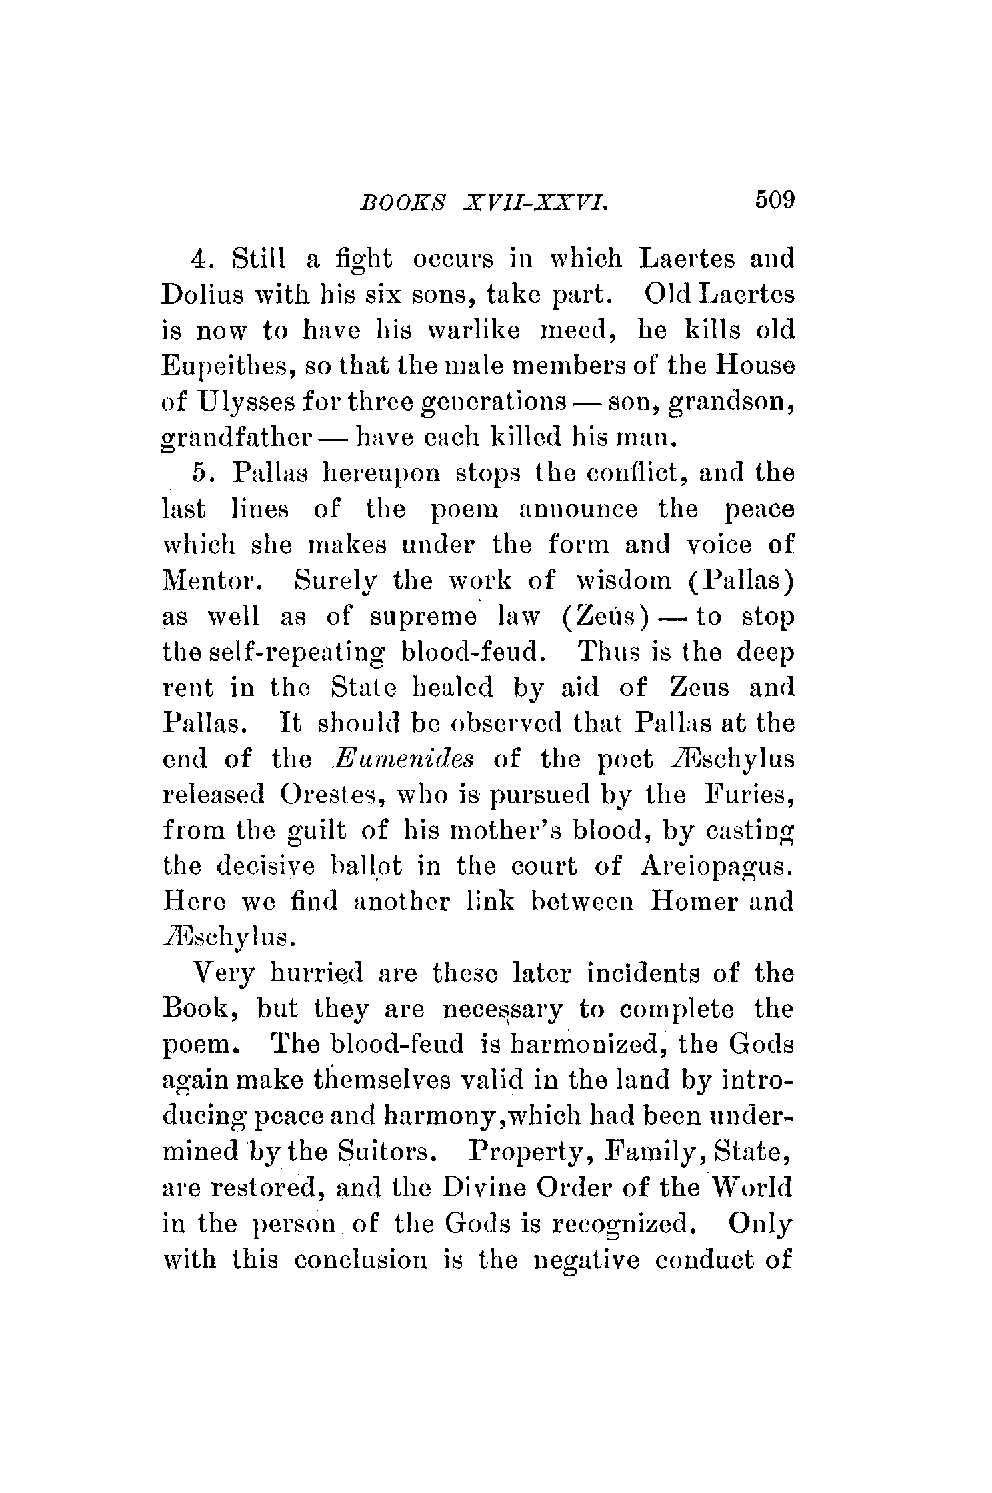 BOOKS XVII-XXVI. 509
4. Still a fight occurs in which Laertes and
Dolius with his six sons, take part. Old Laertes
is now to have his warlike meed, he kills old
Eupeithes, so that the male members of the House
of Ulysses for three generations — son, grandson,
grandfather — have each killed his man.
5. Pallas hereupon stops the conflict, and the
last lines of the poem announce the peace
which she makes under the form and voice of
Mentor. Surely the work of wisdom (Pallas)
as well as of supreme law (Zeus) — to stop
the self-repeating blood-feud. Thus is the deep
rent in the State healed by aid of Zeus and
Pallas. It should be observed that Pallas at the
end of the Eumenides of the poet Æschylus
released Orestes, who is pursued by the Furies,
from the guilt of his mother's blood, by casting
the decisive ballot in the court of Areiopagus.
Here we find another link between Homer and
Æschylus.
Very hurried are these later incidents of the
Book, but they are necessary to complete the
poem. The blood-feud is harmonized, the Gods
again make themselves valid in the land by intro-
ducing peace and harmony,which had been under-
mined by the Suitors. Property, Family, State,
are restored, and the Divine Order of the World
in the person of the Gods is recognized. Only
with this conclusion is the negative conduct of